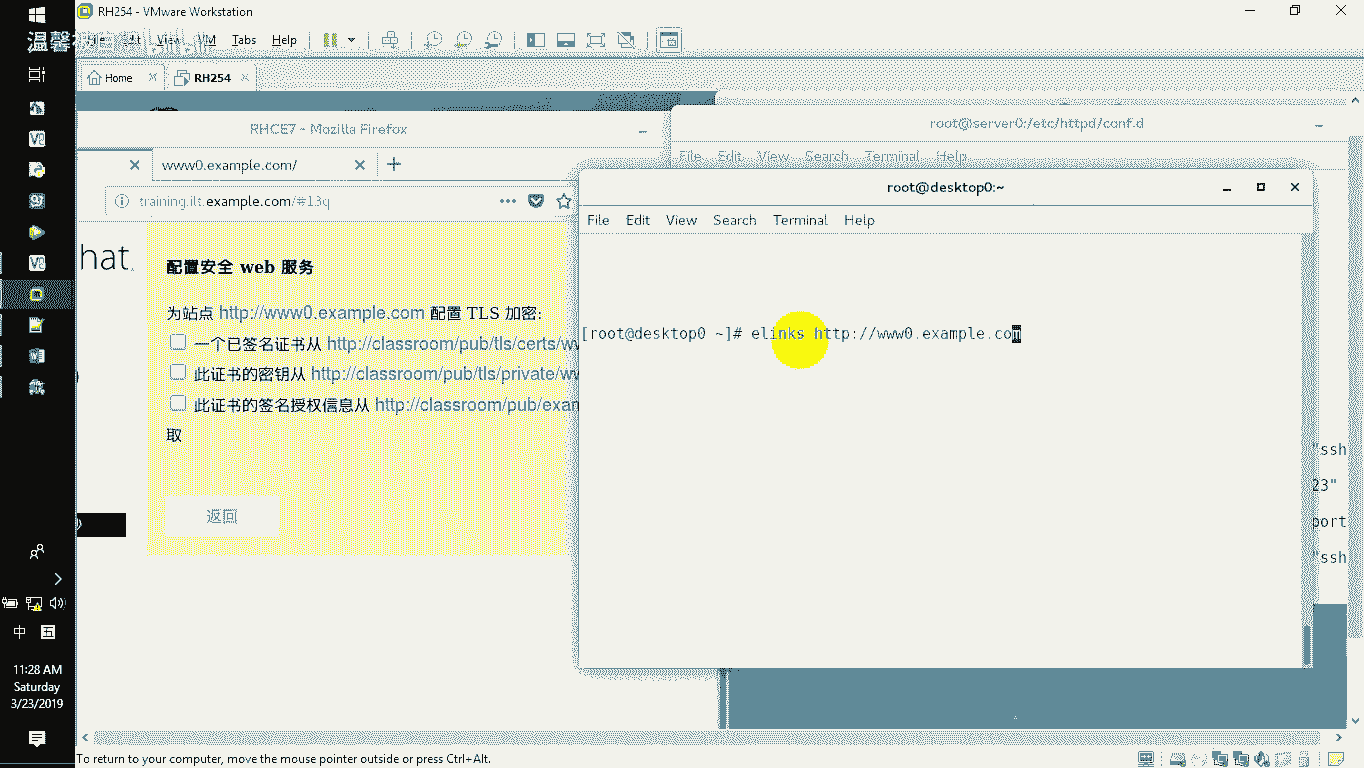 RH254 - VMware Workstation
温馨
View VM Tabs Help
Home
RH254
RHCE7 - Mozilla Firefox
root@server0:/etc/httpd/conf.d
File Edit View Search Terminal Help
www0.example.com/
training.ilt.example.com/#13q
root@desktop0:~
File Edit View Search Terminal Help
hat.
配置安全 web 服务
为站点 http://www0.example.com 配置 TLS 加密:
一个已签名证书从 http://classroom/pub/tls/certs/ww
此证书的密钥从 http://classroom/pub/tls/private/ww
此证书的签名授权信息从 http://classroom/pub/exam
取
返回
[root@desktop0 ~]# elinks http://www0.example.com
"ssh
23"
port
"ssh
中 五
11:28 AM
Saturday
3/23/2019
To return to your computer, move the mouse pointer outside or press Ctrl+Alt.